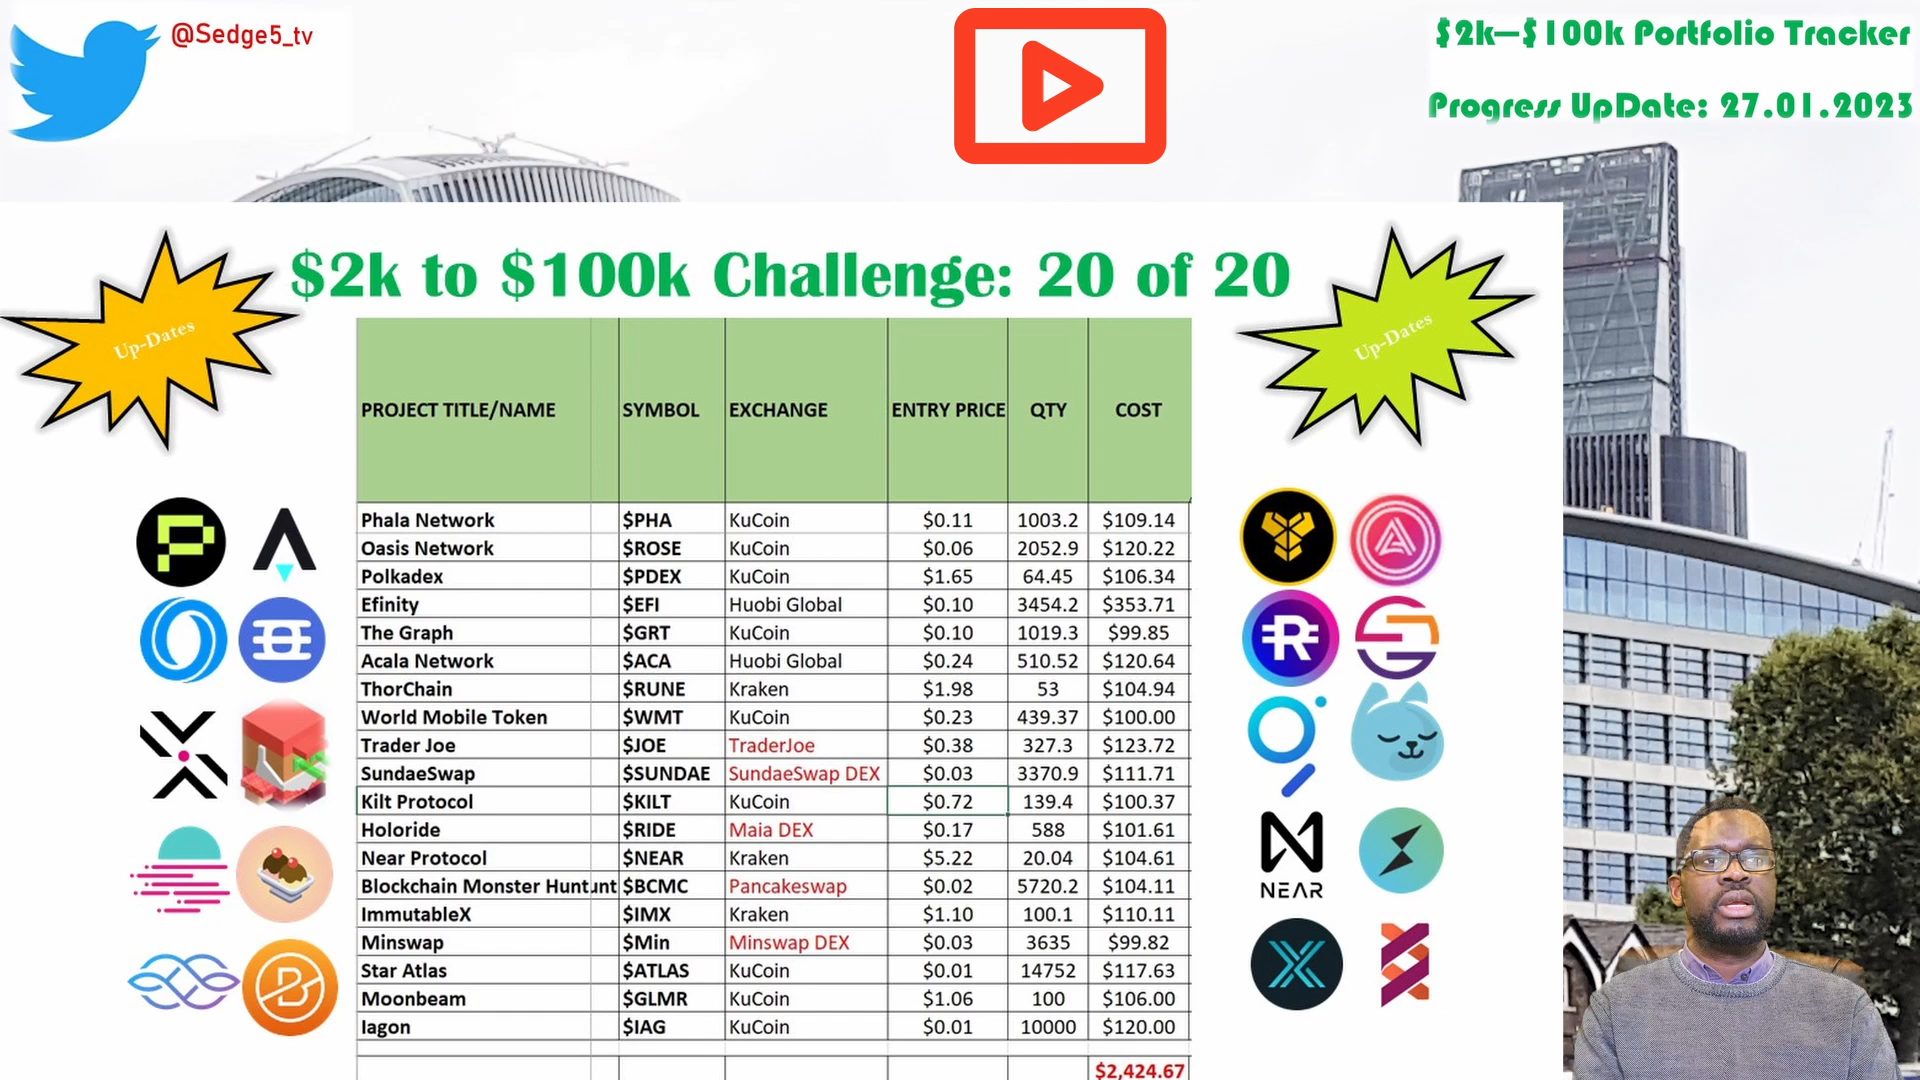 @Sedge5_tv
$2k—$100k Portfolio Tracker
Progress UpDate: 27.01.2023
$2k to $100k Challenge: 20 of 20
Up-Dates
Up-Dates
PROJECT TITLE/NAME SYMBOL EXCHANGE ENTRY PRICE QTY COST
Phala Network $PHA KuCoin $0.11 1003.2 $109.14
Oasis Network $ROSE KuCoin $0.06 2052.9 $120.22
Polkadex $PDEX KuCoin $1.65 64.45 $106.34
Efinity $EFI Huobi Global $0.10 3454.2 $353.71
The Graph $GRT KuCoin $0.10 1019.3 $99.85
Acala Network $ACA Huobi Global $0.24 510.52 $120.64
ThorChain $RUNE Kraken $1.98 53 $104.94
World Mobile Token $WMT KuCoin $0.23 439.37 $100.00
Trader Joe $JOE TraderJoe $0.38 327.3 $123.72
SundaeSwap $SUNDAE SundaeSwap DEX $0.03 3370.9 $111.71
Kilt Protocol $KILT KuCoin $0.72 139.4 $100.37
Holoride $RIDE Maia DEX $0.17 588 $101.61
Near Protocol $NEAR Kraken $5.22 20.04 $104.61
Blockchain Monster Huntunt $BCMC Pancakeswap $0.02 5720.2 $104.11
ImmutableX $IMX Kraken $1.10 100.1 $110.11
Minswap $Min Minswap DEX $0.03 3635 $99.82
Star Atlas $ATLAS KuCoin $0.01 14752 $117.63
Moonbeam $GLMR KuCoin $1.06 100 $106.00
Iagon $IAG KuCoin $0.01 10000 $120.00
$2,424.67
NEAR